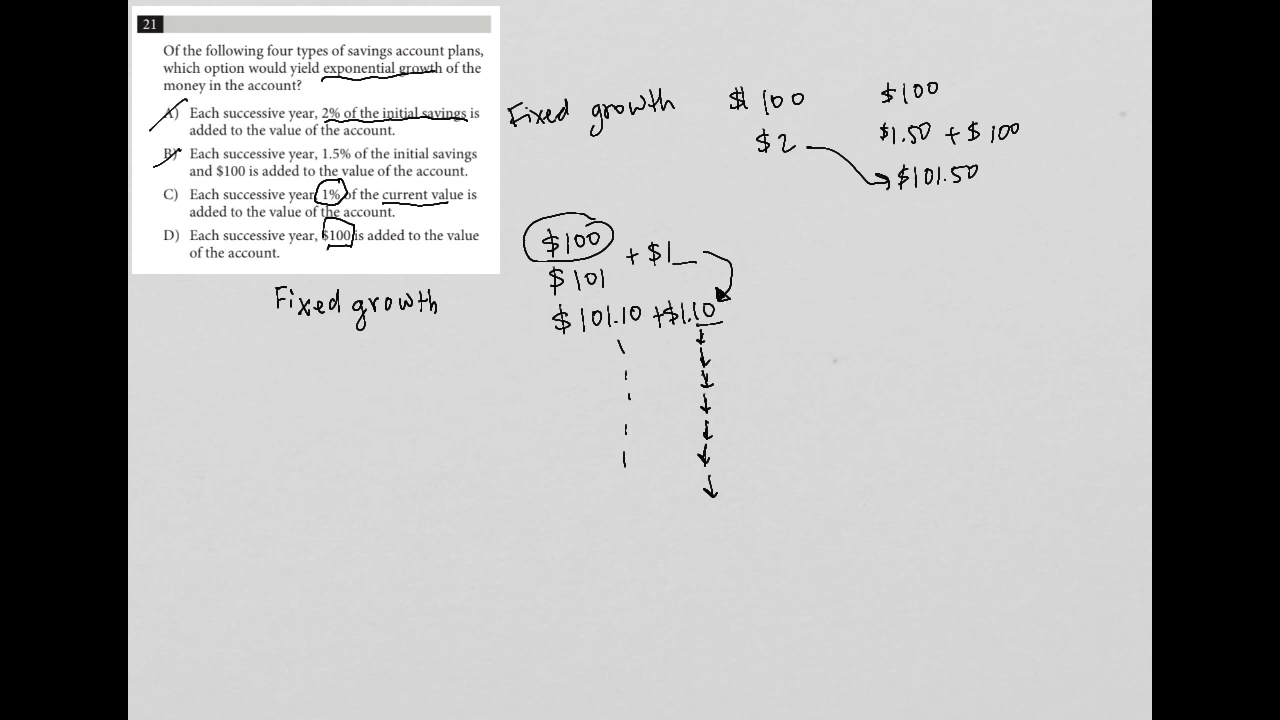 21
Of the following four types of savings account plans,
which option would yield exponential growth of the
money in the account?
A) Each successive year, 2% of the initial savings is
added to the value of the account.
B) Each successive year, 1.5% of the initial savings
and $100 is added to the value of the account.
C) Each successive year, 1% of the current value is
added to the value of the account.
D) Each successive year, $100 is added to the value
of the account.
Fixed growth
Fixed growth
$100
$2
$100
$1.50 + $100
$101.50
$100 + $1
$101
$101.10 + $1.10